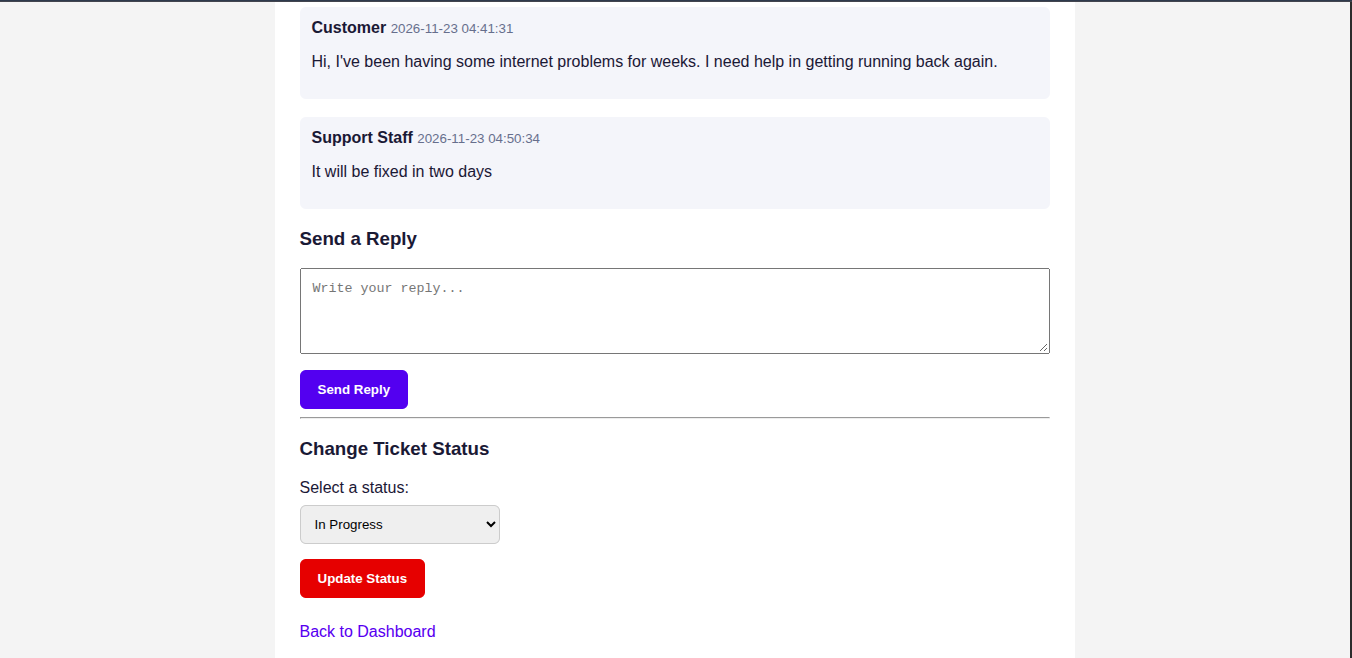 Customer 2026-11-23 04:41:31
Hi, I've been having some internet problems for weeks. I need help in getting running back again.
Support Staff 2026-11-23 04:50:34
It will be fixed in two days
Send a Reply
Write your reply...
Send Reply
Change Ticket Status
Select a status:
In Progress
Update Status
Back to Dashboard